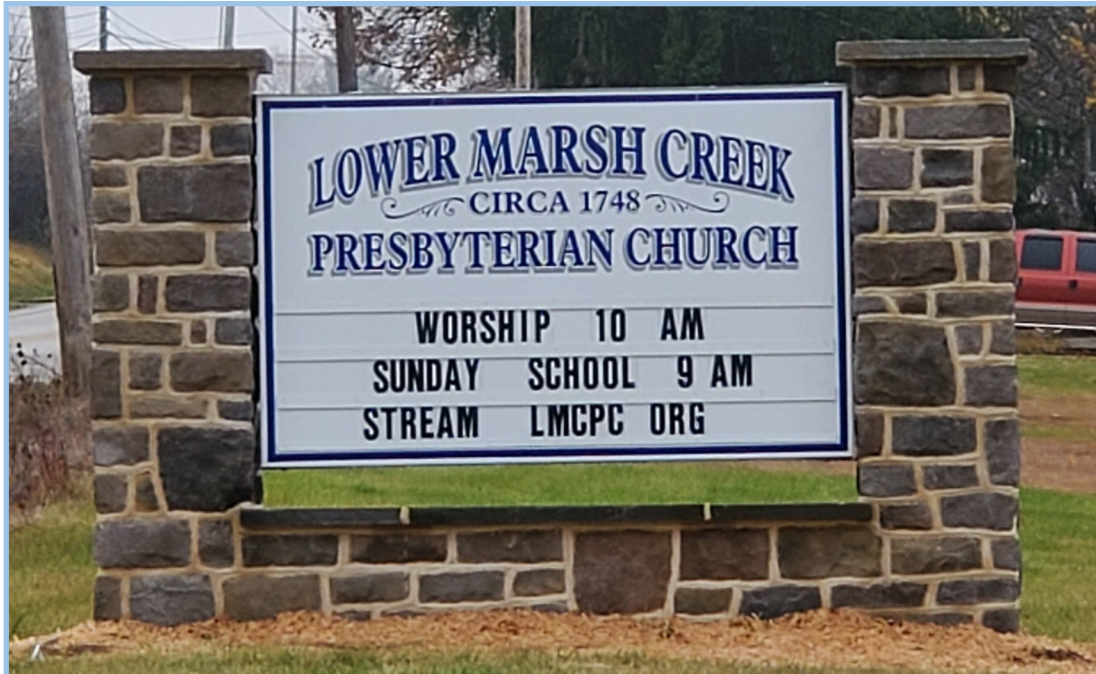 LOWER MARSH CREEK
CIRCA 1748
PRESBYTERIAN CHURCH
WORSHIP 10 AM
SUNDAY SCHOOL 9 AM
STREAM LMCPC ORG